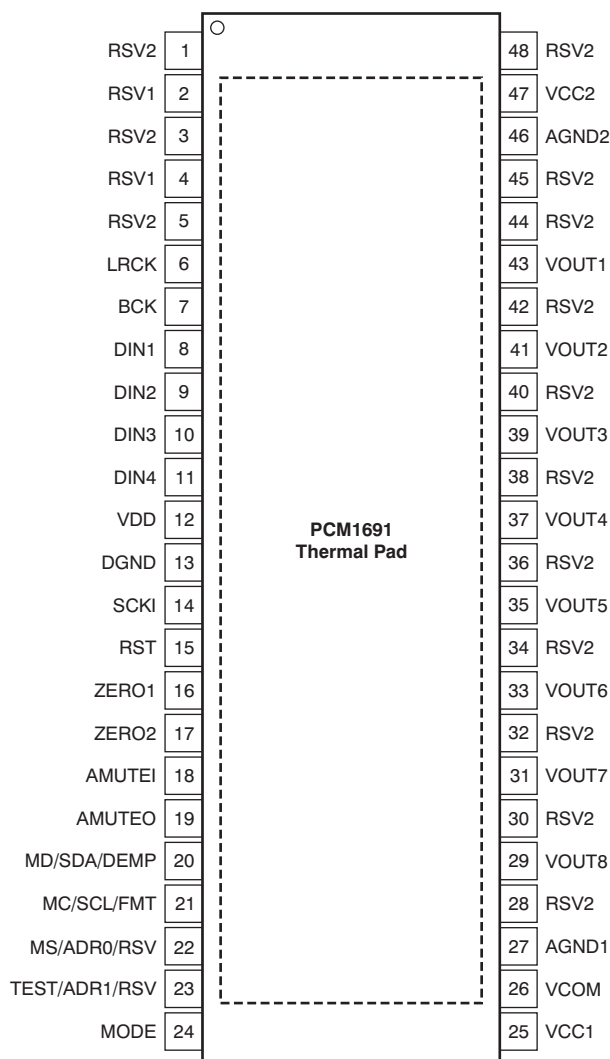 RSV2 1 48 RSV2
RSV1 2 47 VCC2
RSV2 3 46 AGND2
RSV1 4 45 RSV2
RSV2 5 44 RSV2
LRCK 6 43 VOUT1
BCK 7 42 RSV2
DIN1 8 41 VOUT2
DIN2 9 40 RSV2
DIN3 10 39 VOUT3
DIN4 11 38 RSV2
VDD 12 37 VOUT4
PCM1691
Thermal Pad
DGND 13 36 RSV2
SCKI 14 35 VOUT5
RST 15 34 RSV2
ZERO1 16 33 VOUT6
ZERO2 17 32 RSV2
AMUTEI 18 31 VOUT7
AMUTEO 19 30 RSV2
MD/SDA/DEMP 20 29 VOUT8
MC/SCL/FMT 21 28 RSV2
MS/ADR0/RSV 22 27 AGND1
TEST/ADR1/RSV 23 26 VCOM
MODE 24 25 VCC1